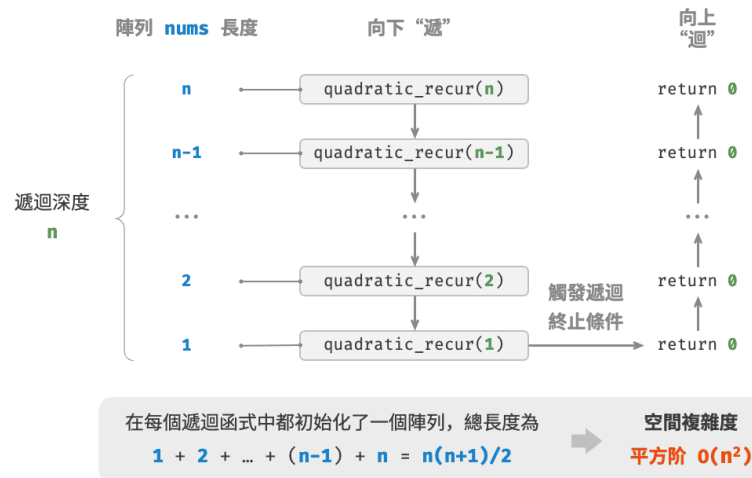 陣列 nums 長度
向下“遞”
向上
“迴”
n
quadratic_recur(n)
return 0
n-1
quadratic_recur(n-1)
return 0
遞迴深度
n
...
...
...
2
quadratic_recur(2)
return 0
觸發遞迴
終止條件
1
quadratic_recur(1)
return 0
在每個遞迴函式中都初始化了一個陣列，總長度為
1 + 2 + … + (n-1) + n = n(n+1)/2
空間複雜度
平方阶 O(n²)